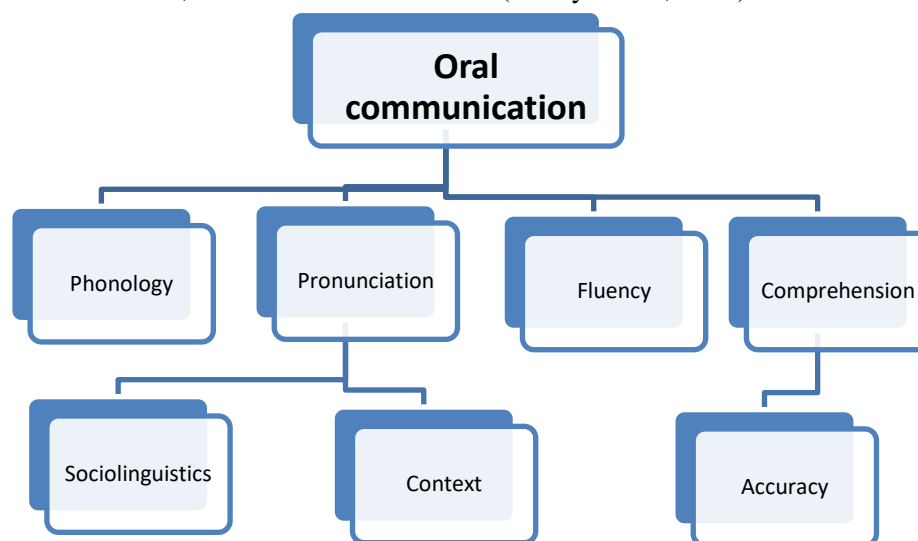 Oral
communication
Phonology
Pronunciation
Fluency
Comprehension
Sociolinguistics
Context
Accuracy